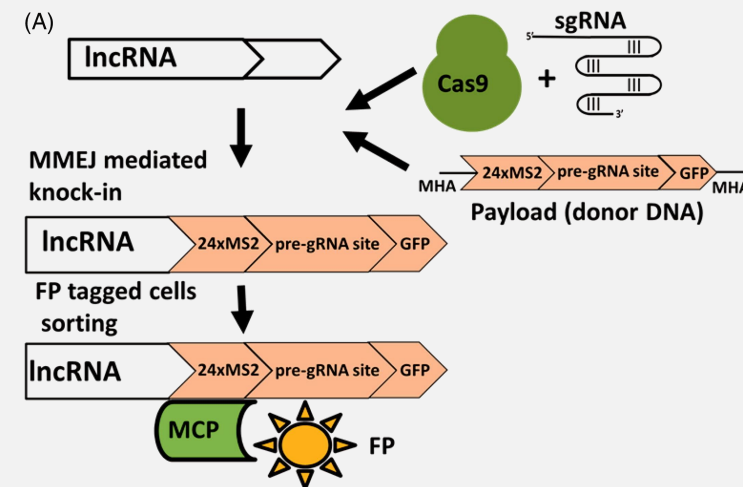 (A)
lncRNA
Cas9
+
sgRNA
5'
3'
MHA
24xMS2
pre-gRNA site
GFP
MHA
Payload (donor DNA)
MMEJ mediated
knock-in
lncRNA
24xMS2
pre-gRNA site
GFP
FP tagged cells
sorting
lncRNA
24xMS2
pre-gRNA site
GFP
MCP
FP